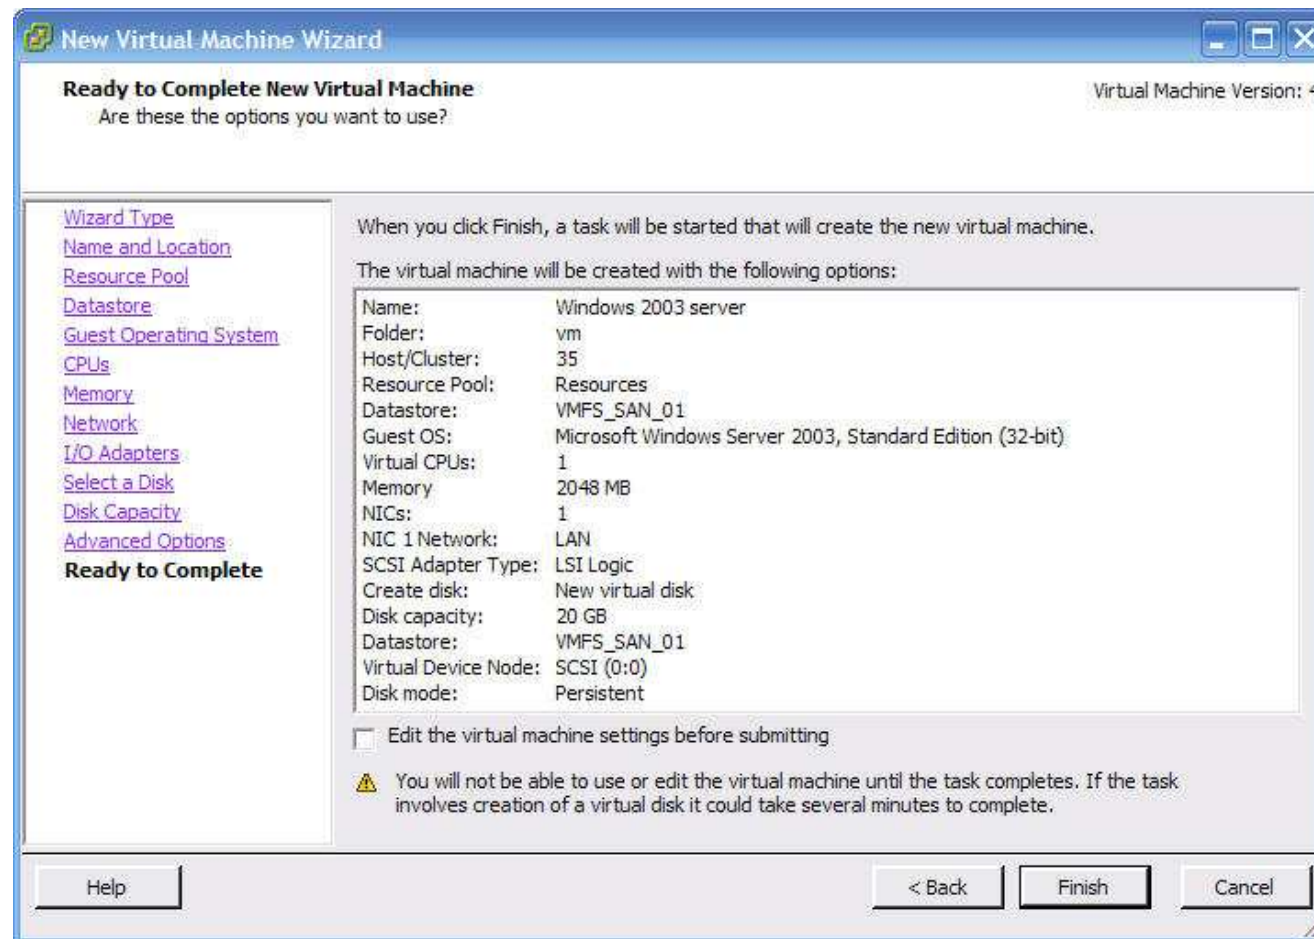 New Virtual Machine Wizard
Ready to Complete New Virtual Machine
Are these the options you want to use?
Virtual Machine Version: 4
Wizard Type
Name and Location
Resource Pool
Datastore
Guest Operating System
CPUs
Memory
Network
I/O Adapters
Select a Disk
Disk Capacity
Advanced Options
Ready to Complete
When you click Finish, a task will be started that will create the new virtual machine.
The virtual machine will be created with the following options:
Name: Windows 2003 server
Folder: vm
Host/Cluster: 35
Resource Pool: Resources
Datastore: VMFS_SAN_01
Guest OS: Microsoft Windows Server 2003, Standard Edition (32-bit)
Virtual CPUs: 1
Memory 2048 MB
NICs: 1
NIC 1 Network: LAN
SCSI Adapter Type: LSI Logic
Create disk: New virtual disk
Disk capacity: 20 GB
Datastore: VMFS_SAN_01
Virtual Device Node: SCSI (0:0)
Disk mode: Persistent
Edit the virtual machine settings before submitting
You will not be able to use or edit the virtual machine until the task completes. If the task
involves creation of a virtual disk it could take several minutes to complete.
Help
< Back
Finish
Cancel